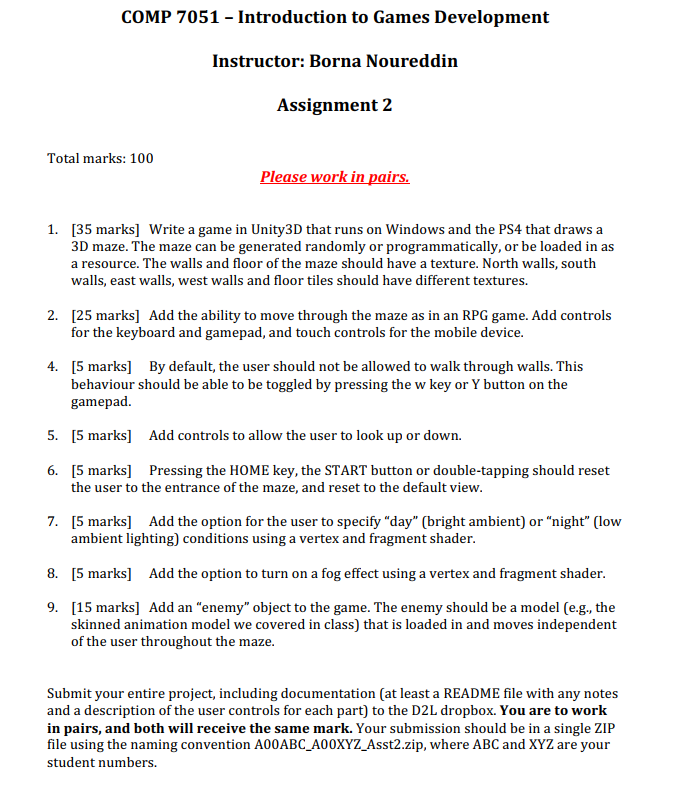 COMP 7051 – Introduction to Games Development
Instructor: Borna Noureddin
Assignment 2
Total marks: 100
Please work in pairs.
1. [35 marks] Write a game in Unity3D that runs on Windows and the PS4 that draws a
3D maze. The maze can be generated randomly or programmatically, or be loaded in as
a resource. The walls and floor of the maze should have a texture. North walls, south
walls, east walls, west walls and floor tiles should have different textures.
2. [25 marks] Add the ability to move through the maze as in an RPG game. Add controls
for the keyboard and gamepad, and touch controls for the mobile device.
4. [5 marks] By default, the user should not be allowed to walk through walls. This
behaviour should be able to be toggled by pressing the w key or Y button on the
gamepad.
5. [5 marks] Add controls to allow the user to look up or down.
6. [5 marks] Pressing the HOME key, the START button or double-tapping should reset
the user to the entrance of the maze, and reset to the default view.
7. [5 marks] Add the option for the user to specify “day” (bright ambient) or “night” (low
ambient lighting) conditions using a vertex and fragment shader.
8. [5 marks] Add the option to turn on a fog effect using a vertex and fragment shader.
9. [15 marks] Add an “enemy” object to the game. The enemy should be a model (e.g., the
skinned animation model we covered in class) that is loaded in and moves independent
of the user throughout the maze.
Submit your entire project, including documentation (at least a README file with any notes
and a description of the user controls for each part) to the D2L dropbox. You are to work
in pairs, and both will receive the same mark. Your submission should be in a single ZIP
file using the naming convention A00ABC_A00XYZ_Asst2.zip, where ABC and XYZ are your
student numbers.